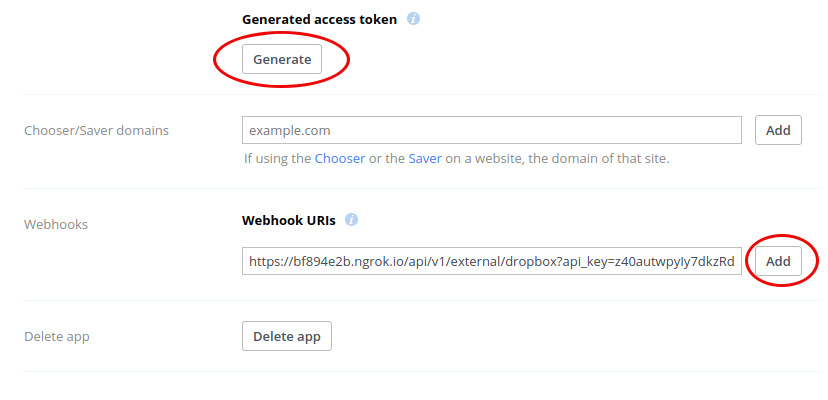 Generated access token i
Generate
Chooser/Saver domains example.com Add
If using the Chooser or the Saver on a website, the domain of that site.
Webhooks Webhook URIs i
https://bf894e2b.ngrok.io/api/v1/external/dropbox?api_key=z40autwpyIy7dkzRd Add
Delete app Delete app